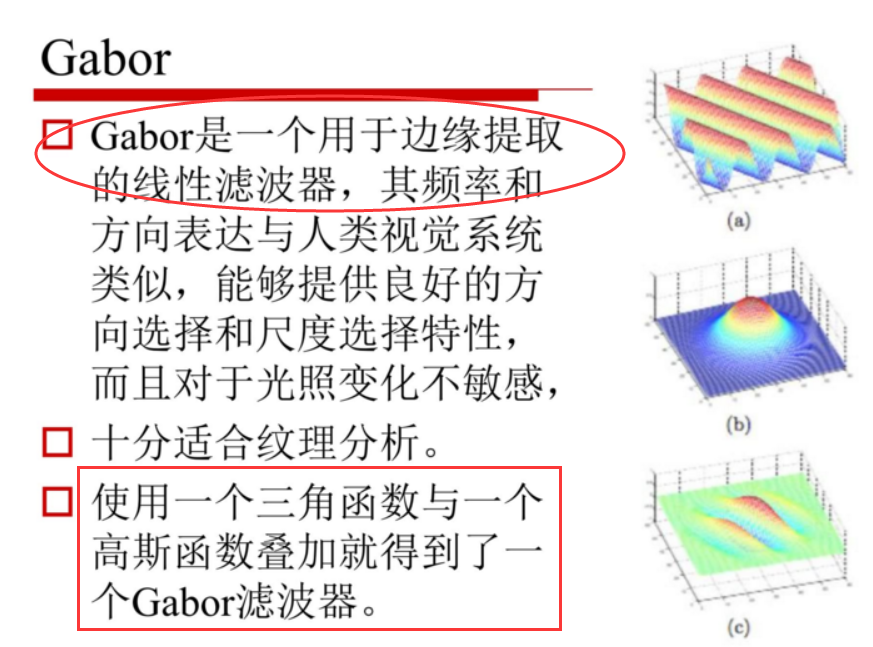 Gabor
Gabor是一个用于边缘提取
的线性滤波器，其频率和
方向表达与人类视觉系统
类似，能够提供良好的方
向选择和尺度选择特性，
而且对于光照变化不敏感，
十分适合纹理分析。
使用一个三角函数与一个
高斯函数叠加就得到了一
个Gabor滤波器。
(a)
(b)
(c)